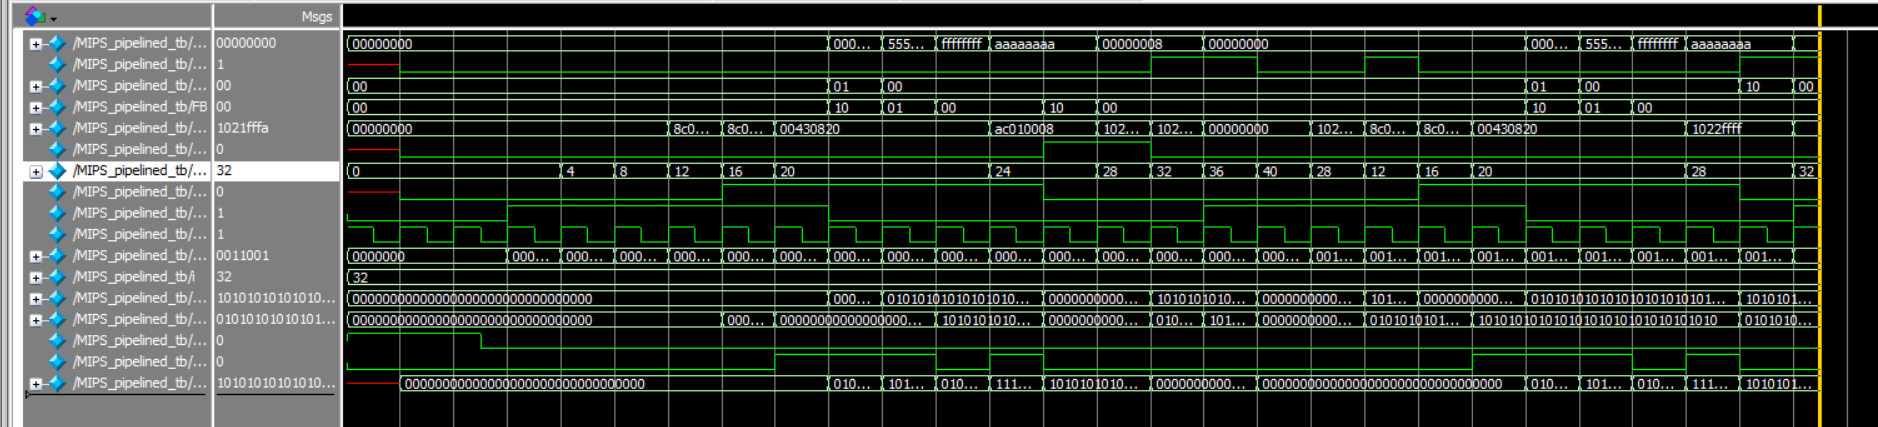 Msgs
/MIPS_pipelined_tb/... 00000000 00000000 000... 555... ffffffff aaaaaaaa 00000008 00000000 000... 555... ffffffff aaaaaaaa
/MIPS_pipelined_tb/... 1
/MIPS_pipelined_tb/... 00 00 01 00 01 00 10 00
/MIPS_pipelined_tb/FB 00 00 10 01 00 10 00 10 01 00
/MIPS_pipelined_tb/... 1021fffa 00000000 8c0... 8c0... 00430820 ac010008 102... 102... 00000000 102... 8c0... 8c0... 00430820 1022ffff
/MIPS_pipelined_tb/... 0
/MIPS_pipelined_tb/... 32 0 4 8 12 16 20 24 28 32 36 40 28 12 16 20 28 32
/MIPS_pipelined_tb/... 0
/MIPS_pipelined_tb/... 1
/MIPS_pipelined_tb/... 1
/MIPS_pipelined_tb/... 0011001 0000000 000... 000... 000... 000... 000... 000... 000... 000... 000... 000... 000... 000... 000... 000... 000... 001... 001... 001... 001... 001... 001... 001... 001... 001...
/MIPS_pipelined_tb/i 32 32
/MIPS_pipelined_tb/... 10101010101010... 00000000000000000000000000000000 000... 0101010101010101... 0000000000... 1010101010... 0000000000... 101... 0000000000... 0101010101010101010101010101... 1010101...
/MIPS_pipelined_tb/... 01010101010101... 00000000000000000000000000000000 000... 00000000000000000... 1010101010... 0000000000... 010... 101... 0000000000... 0101010101... 10101010101010101010101010101010 0101010...
/MIPS_pipelined_tb/... 0
/MIPS_pipelined_tb/... 0
/MIPS_pipelined_tb/... 10101010101010... 00000000000000000000000000000000 010... 101... 010... 111... 1010101010... 0000000000... 00000000000000000000000000000000 010... 101... 010... 111... 1010101...